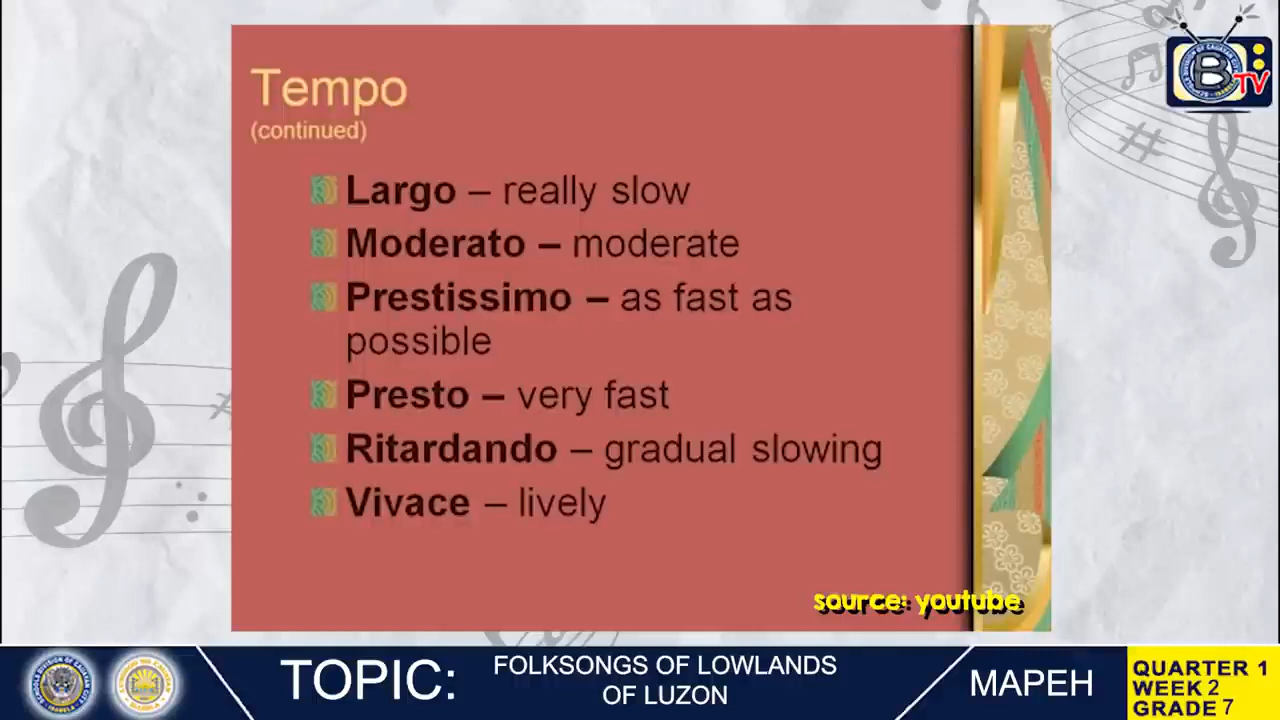 Tempo
(continued)
Largo – really slow
Moderato – moderate
Prestissimo – as fast as
possible
Presto – very fast
Ritardando – gradual slowing
Vivace – lively
source: youtube
B TV
TOPIC:
FOLKSONGS OF LOWLANDS
OF LUZON
MAPEH
QUARTER 1
WEEK 2
GRADE 7